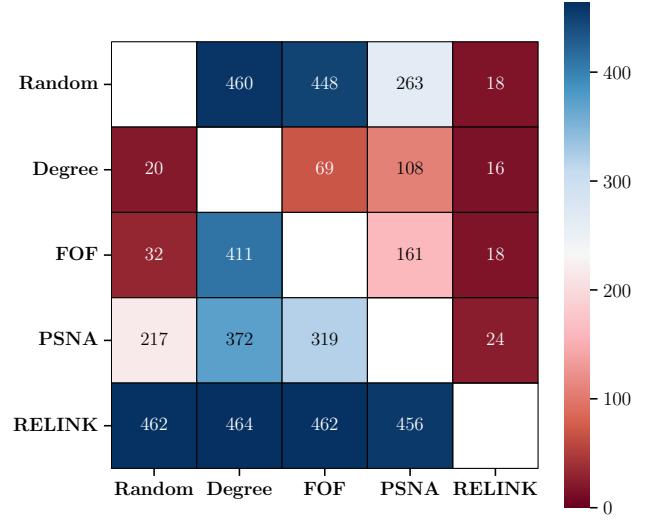 Random 460 448 263 18
Degree 20 69 108 16
FOF 32 411 161 18
PSNA 217 372 319 24
RELINK 462 464 462 456
Random Degree FOF PSNA RELINK
400
300
200
100
0